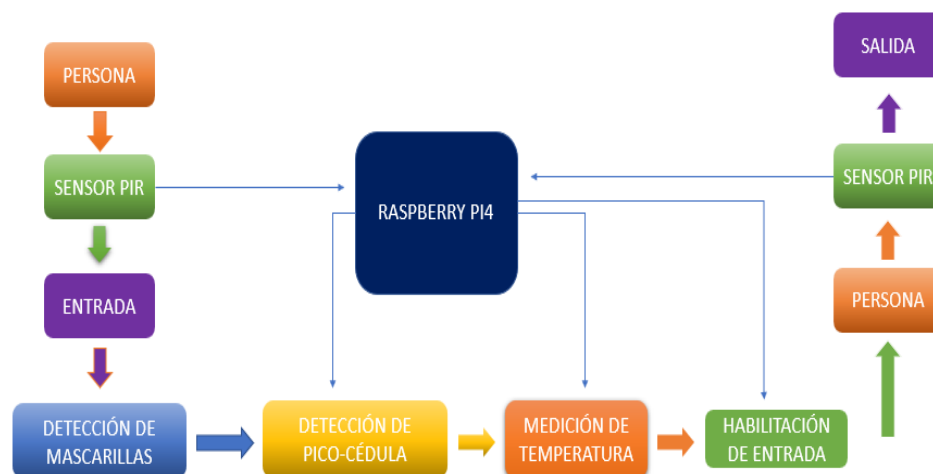 PERSONA
SENSOR PIR
ENTRADA
DETECCIÓN DE
MASCARILLAS
DETECCIÓN DE
PICO-CÉDULA
MEDICIÓN DE
TEMPERATURA
HABILITACIÓN
DE ENTRADA
RASPBERRY PI4
PERSONA
SENSOR PIR
SALIDA